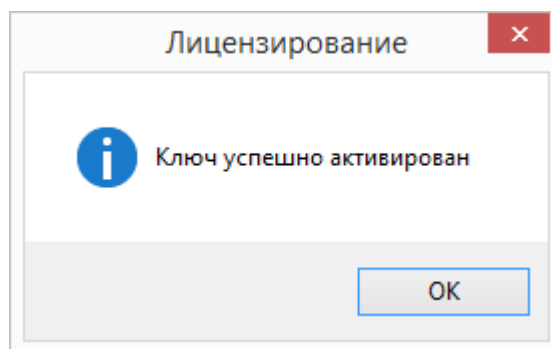 Лицензирование
Ключ успешно активирован
OK